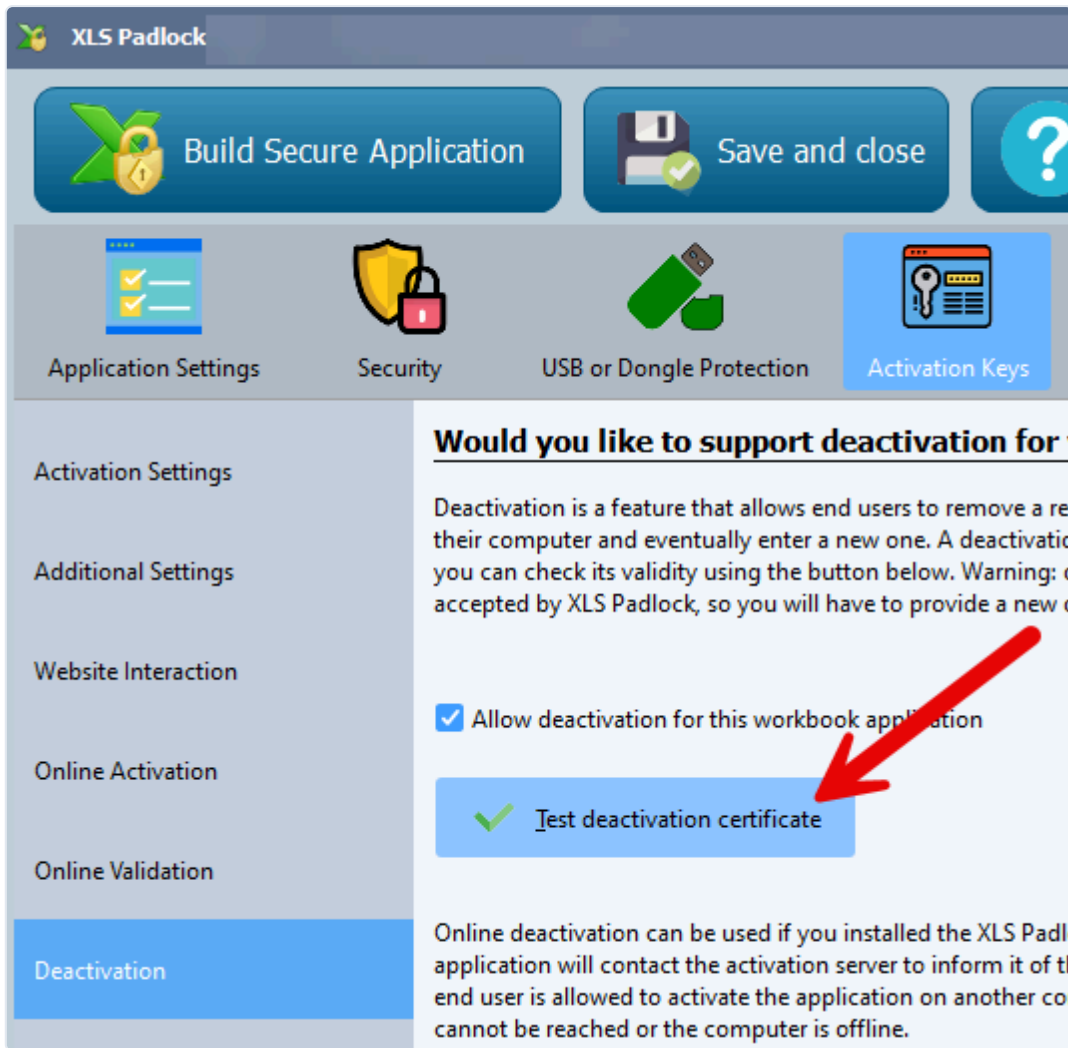 XLS Padlock
Build Secure Application
Save and close
?
Application Settings
Security
USB or Dongle Protection
Activation Keys
Activation Settings
Additional Settings
Website Interaction
Online Activation
Online Validation
Deactivation
Would you like to support deactivation for
Deactivation is a feature that allows end users to remove a re
their computer and eventually enter a new one. A deactivatio
you can check its validity using the button below. Warning:
accepted by XLS Padlock, so you will have to provide a new
Allow deactivation for this workbook application
Test deactivation certificate
Online deactivation can be used if you installed the XLS Padl
application will contact the activation server to inform it of t
end user is allowed to activate the application on another co
cannot be reached or the computer is offline.